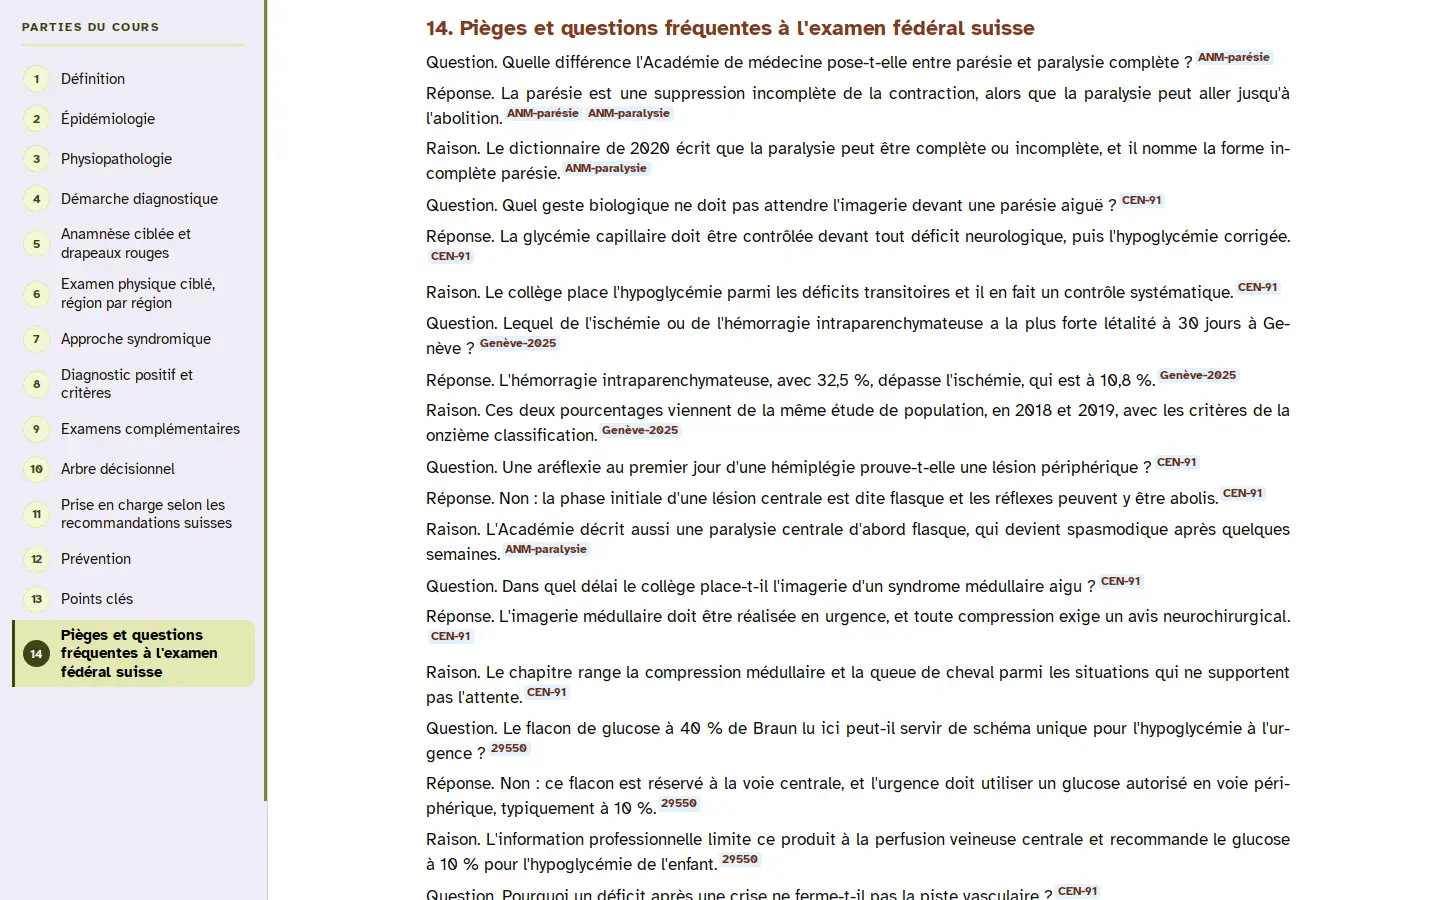 PARTIES DU COURS
1 Définition
2 Épidémiologie
3 Physiopathologie
4 Démarche diagnostique
5 Anamnèse ciblée et
drapeaux rouges
6 Examen physique ciblé,
région par région
7 Approche syndromique
8 Diagnostic positif et
critères
9 Examens complémentaires
10 Arbre décisionnel
11 Prise en charge selon les
recommandations suisses
12 Prévention
13 Points clés
14 Pièges et questions
fréquentes à l'examen
fédéral suisse
14. Pièges et questions fréquentes à l'examen fédéral suisse
Question. Quelle différence l'Académie de médecine pose-t-elle entre parésie et paralysie complète ? ANM-parésie
Réponse. La parésie est une suppression incomplète de la contraction, alors que la paralysie peut aller jusqu'à
l'abolition. ANM-parésie ANM-paralysie
Raison. Le dictionnaire de 2020 écrit que la paralysie peut être complète ou incomplète, et il nomme la forme in-
complète parésie. ANM-paralysie
Question. Quel geste biologique ne doit pas attendre l'imagerie devant une parésie aiguë ? CEN-91
Réponse. La glycémie capillaire doit être contrôlée devant tout déficit neurologique, puis l'hypoglycémie corrigée.
CEN-91
Raison. Le collège place l'hypoglycémie parmi les déficits transitoires et il en fait un contrôle systématique. CEN-91
Question. Lequel de l'ischémie ou de l'hémorragie intraparenchymateuse a la plus forte létalité à 30 jours à Ge-
nève ? Genève-2025
Réponse. L'hémorragie intraparenchymateuse, avec 32,5 %, dépasse l'ischémie, qui est à 10,8 %. Genève-2025
Raison. Ces deux pourcentages viennent de la même étude de population, en 2018 et 2019, avec les critères de la
onzième classification. Genève-2025
Question. Une aréflexie au premier jour d'une hémiplégie prouve-t-elle une lésion périphérique ? CEN-91
Réponse. Non : la phase initiale d'une lésion centrale est dite flasque et les réflexes peuvent y être abolis. CEN-91
Raison. L'Académie décrit aussi une paralysie centrale d'abord flasque, qui devient spasmodique après quelques
semaines. ANM-paralysie
Question. Dans quel délai le collège place-t-il l'imagerie d'un syndrome médullaire aigu ? CEN-91
Réponse. L'imagerie médullaire doit être réalisée en urgence, et toute compression exige un avis neurochirurgical.
CEN-91
Raison. Le chapitre range la compression médullaire et la queue de cheval parmi les situations qui ne supportent
pas l'attente. CEN-91
Question. Le flacon de glucose à 40 % de Braun lu ici peut-il servir de schéma unique pour l'hypoglycémie à l'ur-
gence ? 29550
Réponse. Non : ce flacon est réservé à la voie centrale, et l'urgence doit utiliser un glucose autorisé en voie péri-
phérique, typiquement à 10 %. 29550
Raison. L'information professionnelle limite ce produit à la perfusion veineuse centrale et recommande le glucose
à 10 % pour l'hypoglycémie de l'enfant. 29550
Question. Pourquoi un déficit après une crise ne ferme-t-il pas la piste vasculaire ? CEN-91